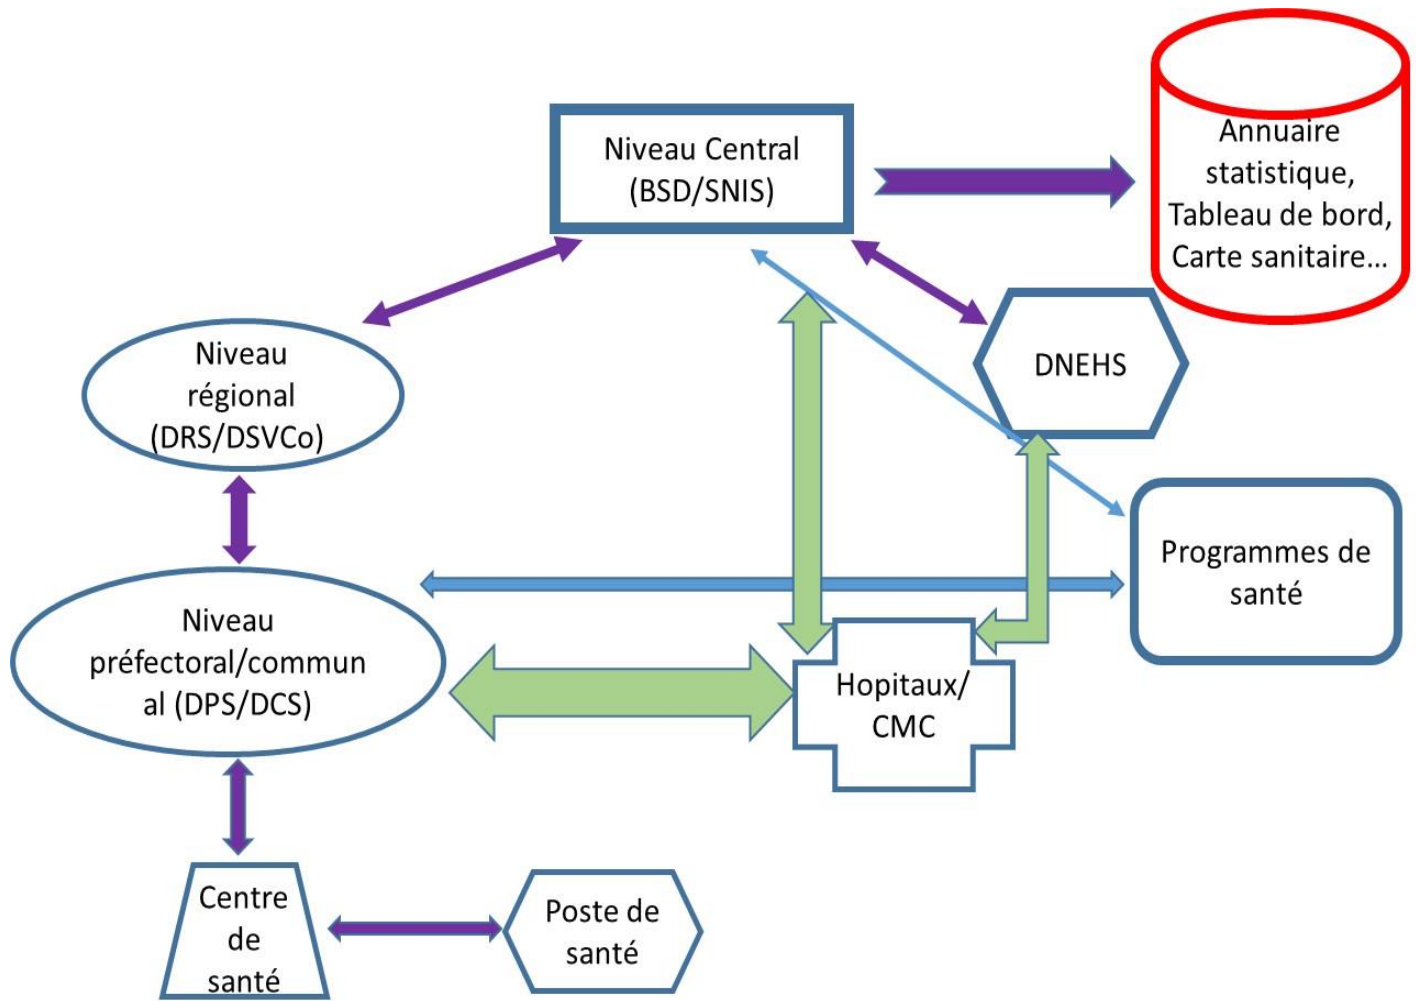 Annuaire
statistique,
Tableau de bord,
Carte sanitaire...
Niveau Central
(BSD/SNIS)
DNEHS
Niveau
régional
(DRS/DSVCo)
Programmes de
santé
Niveau
préfectoral/commun
al (DPS/DCS)
Hopitaux/
CMC
Centre
de
santé
Poste de
santé